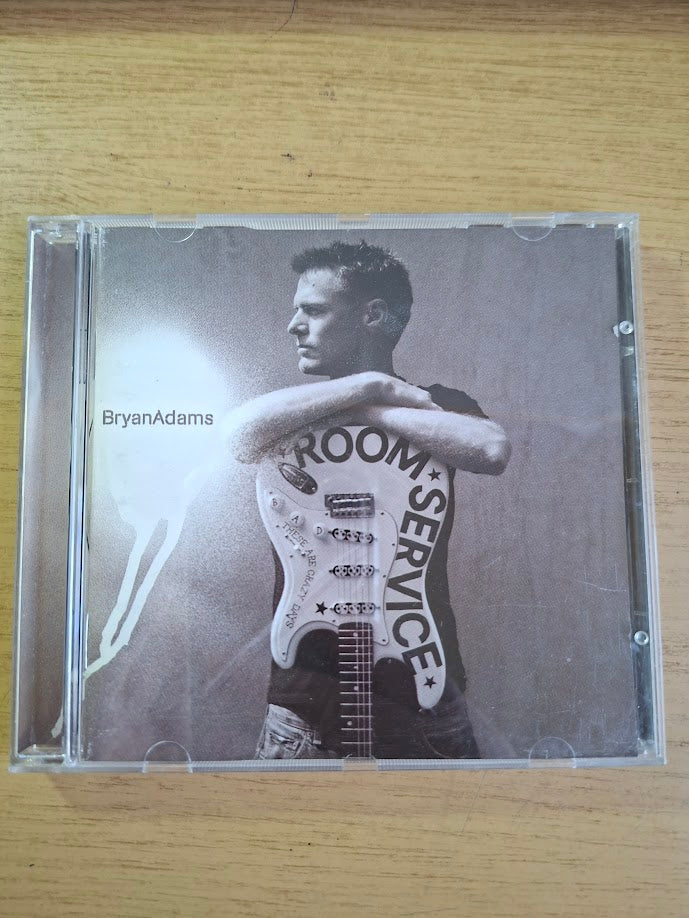 BryanAdams
ROOM★SERVICE★
B A D
THESE ARE CRAZY DAYS